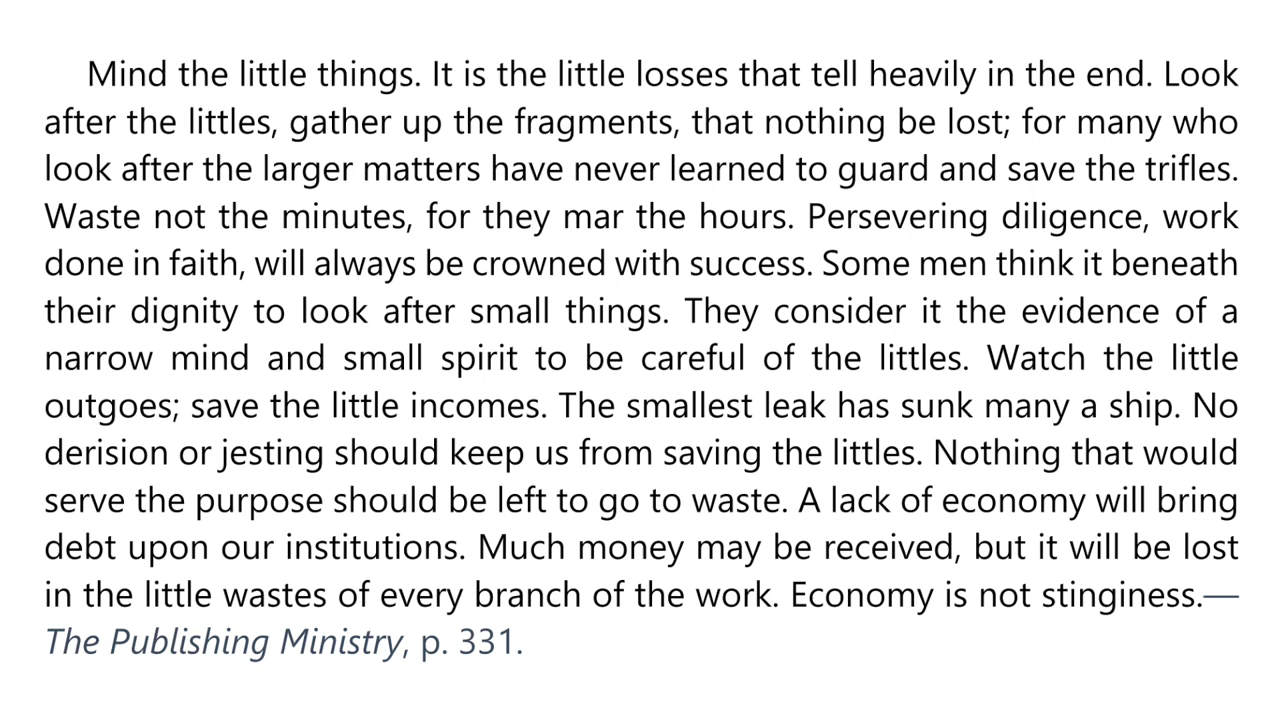 Mind the little things. It is the little losses that tell heavily in the end. Look
after the littles, gather up the fragments, that nothing be lost; for many who
look after the larger matters have never learned to guard and save the trifles.
Waste not the minutes, for they mar the hours. Persevering diligence, work
done in faith, will always be crowned with success. Some men think it beneath
their dignity to look after small things. They consider it the evidence of a
narrow mind and small spirit to be careful of the littles. Watch the little
outgoes; save the little incomes. The smallest leak has sunk many a ship. No
derision or jesting should keep us from saving the littles. Nothing that would
serve the purpose should be left to go to waste. A lack of economy will bring
debt upon our institutions. Much money may be received, but it will be lost
in the little wastes of every branch of the work. Economy is not stinginess.—
The Publishing Ministry, p. 331.